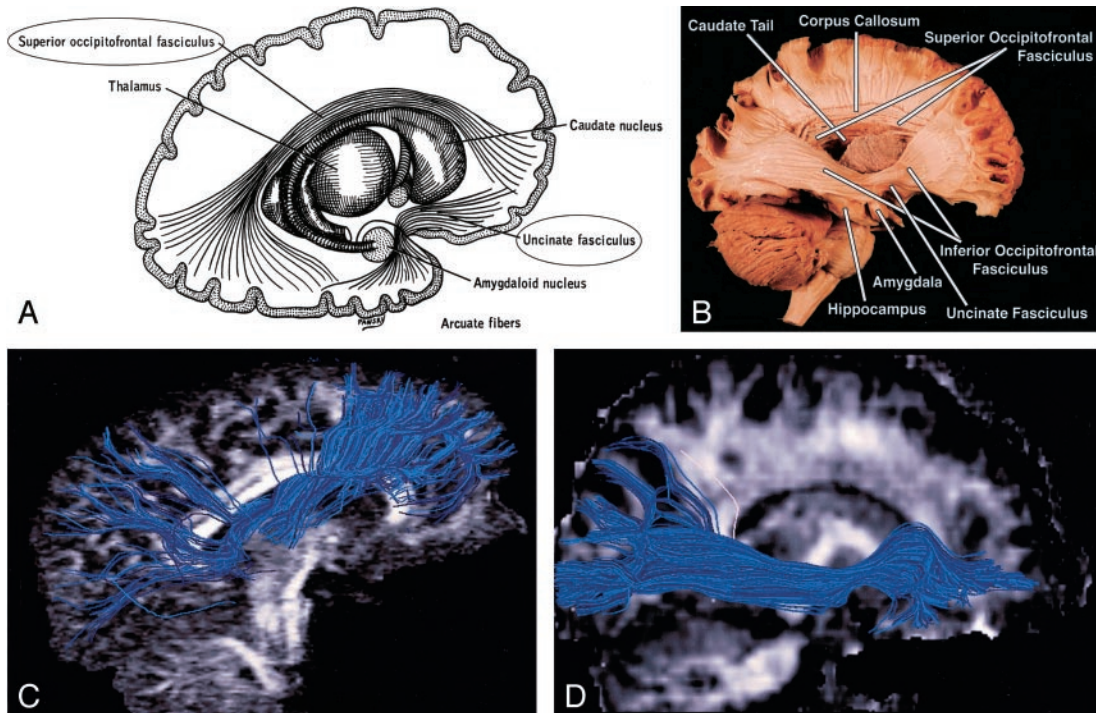 Superior occipitofrontal fasciculus
Thalamus
Caudate nucleus
Uncinate fasciculus
Amygdaloid nucleus
Arcuate fibers
A
Caudate Tail
Corpus Callosum
Superior Occipitofrontal
Fasciculus
Inferior Occipitofrontal
Fasciculus
Amygdala
Hippocampus
Uncinate Fasciculus
B
C
D